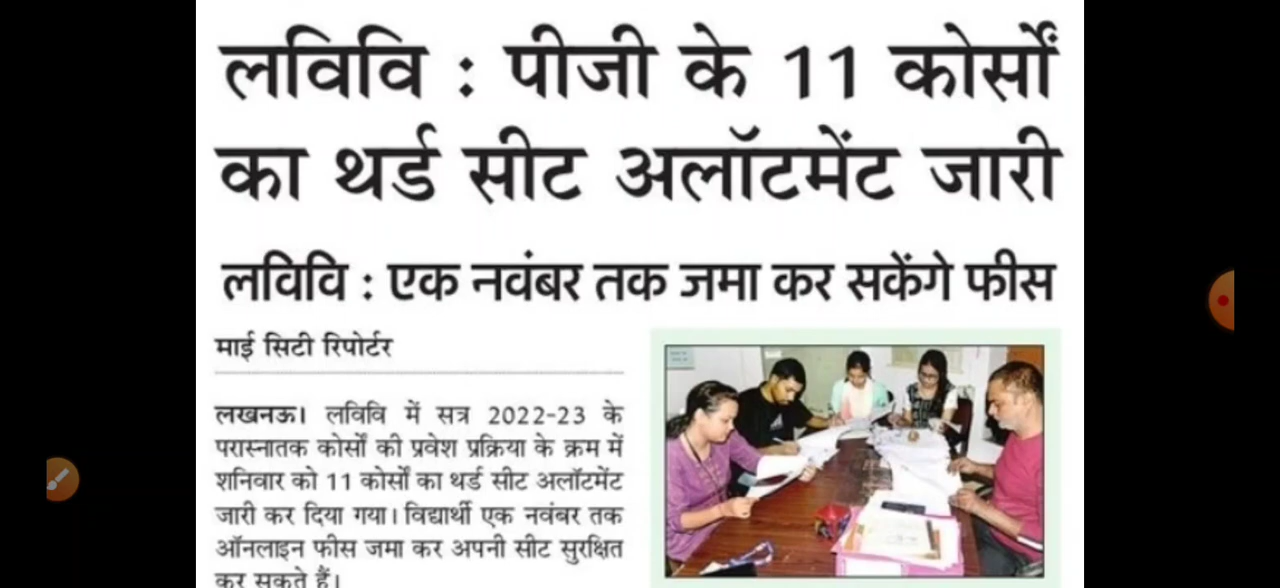 लविवि : पीजी के 11 कोर्सों
का थर्ड सीट अलॉटमेंट जारी
लविवि : एक नवंबर तक जमा कर सकेंगे फीस
माई सिटी रिपोर्टर
लखनऊ। लविवि में सत्र 2022-23 के
परास्नातक कोर्सों की प्रवेश प्रक्रिया के क्रम में
शनिवार को 11 कोर्सों का थर्ड सीट अलॉटमेंट
जारी कर दिया गया। विद्यार्थी एक नवंबर तक
ऑनलाइन फीस जमा कर अपनी सीट सुरक्षित
कर सकते हैं।